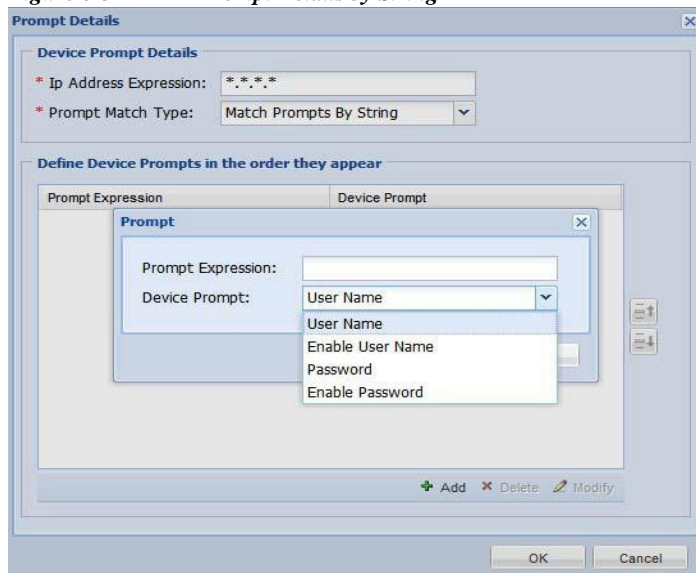 Prompt Details
Device Prompt Details
* Ip Address Expression: *.*.*.*
* Prompt Match Type: Match Prompts By String
Define Device Prompts in the order they appear
Prompt Expression Device Prompt
Prompt
Prompt Expression:
Device Prompt: User Name
User Name
Enable User Name
Password
Enable Password
Add Delete Modify
OK Cancel